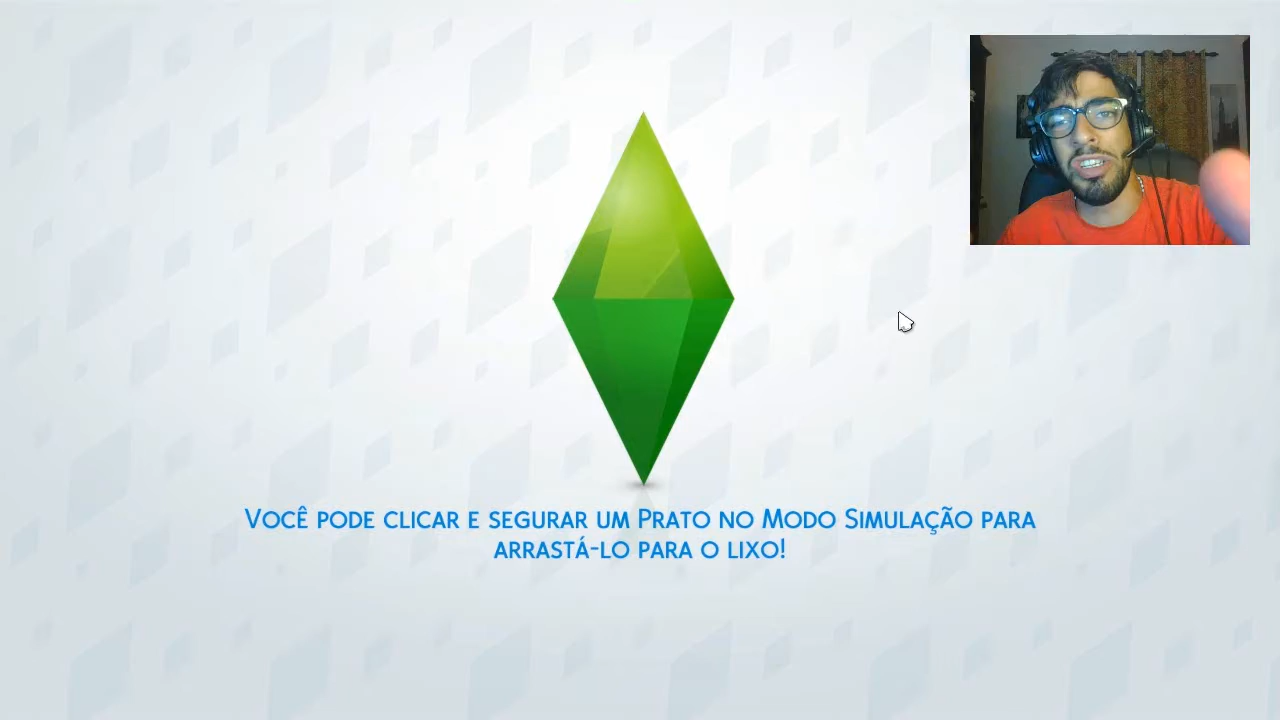 Você pode clicar e segurar um Prato no Modo Simulação para
arrastá-lo para o lixo!